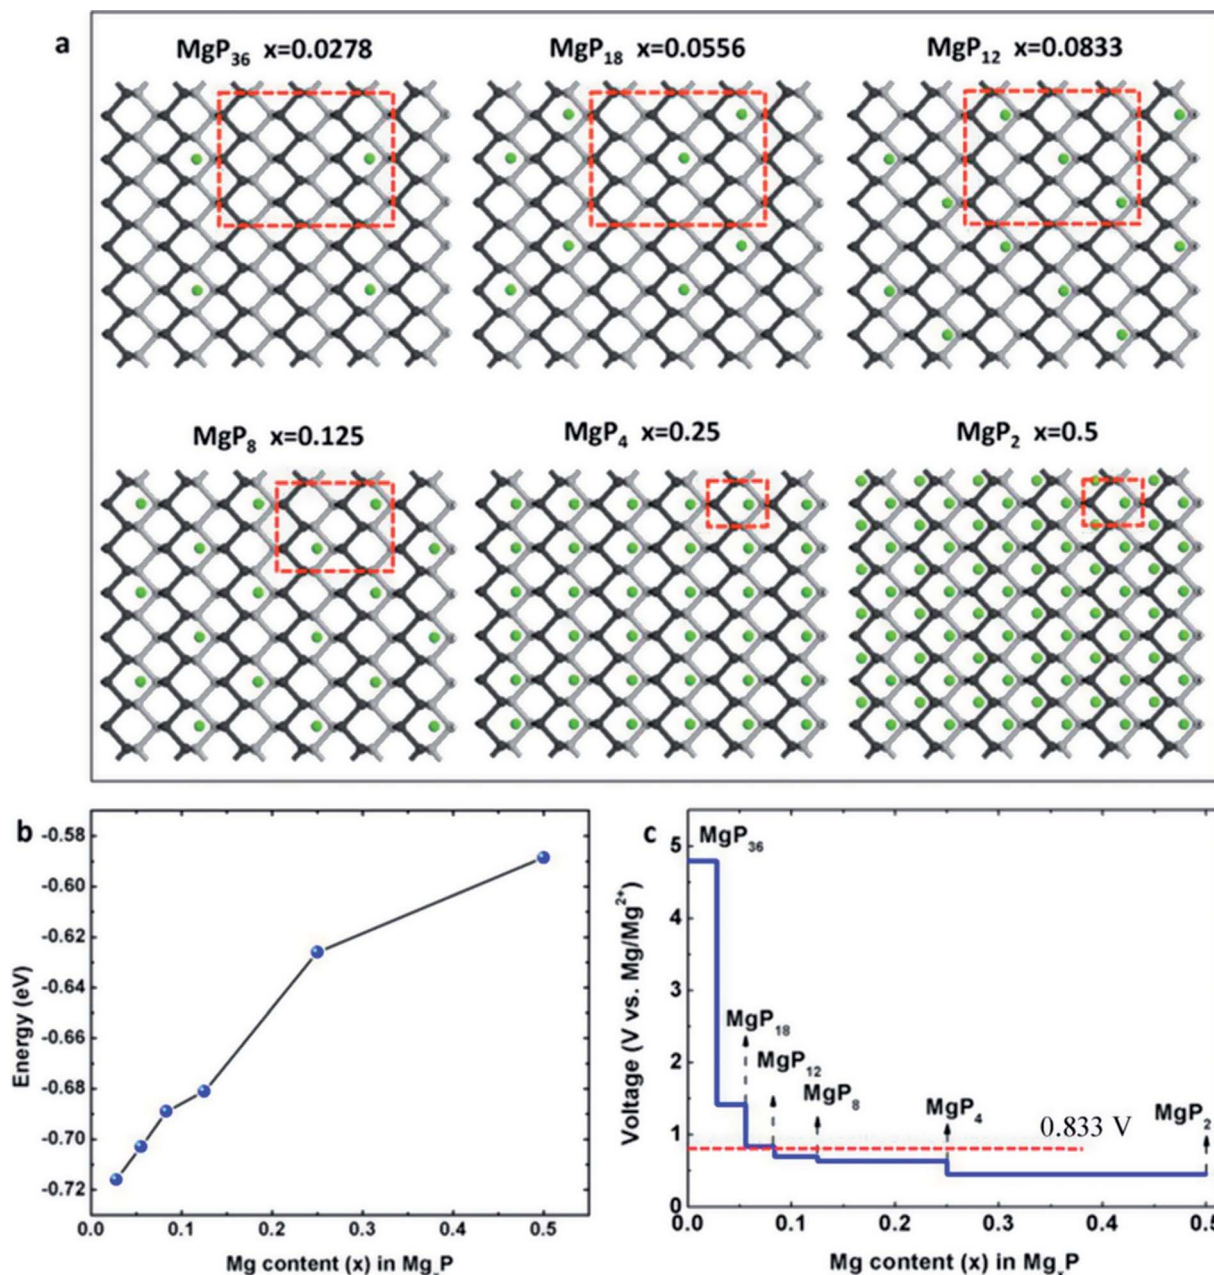 a
MgP₃₆ x=0.0278
MgP₁₈ x=0.0556
MgP₁₂ x=0.0833
MgP₈ x=0.125
MgP₄ x=0.25
MgP₂ x=0.5
b
-0.58
-0.60
-0.62
-0.64
-0.66
-0.68
-0.70
-0.72
Energy (eV)
0.0 0.1 0.2 0.3 0.4 0.5
Mg content (x) in MgₓP
c
5
4
3
2
1
0
Voltage (V vs. Mg/Mg²⁺)
MgP₃₆
MgP₁₈
MgP₁₂
MgP₈
MgP₄
MgP₂
0.833 V
0.0 0.1 0.2 0.3 0.4 0.5
Mg content (x) in MgₓP